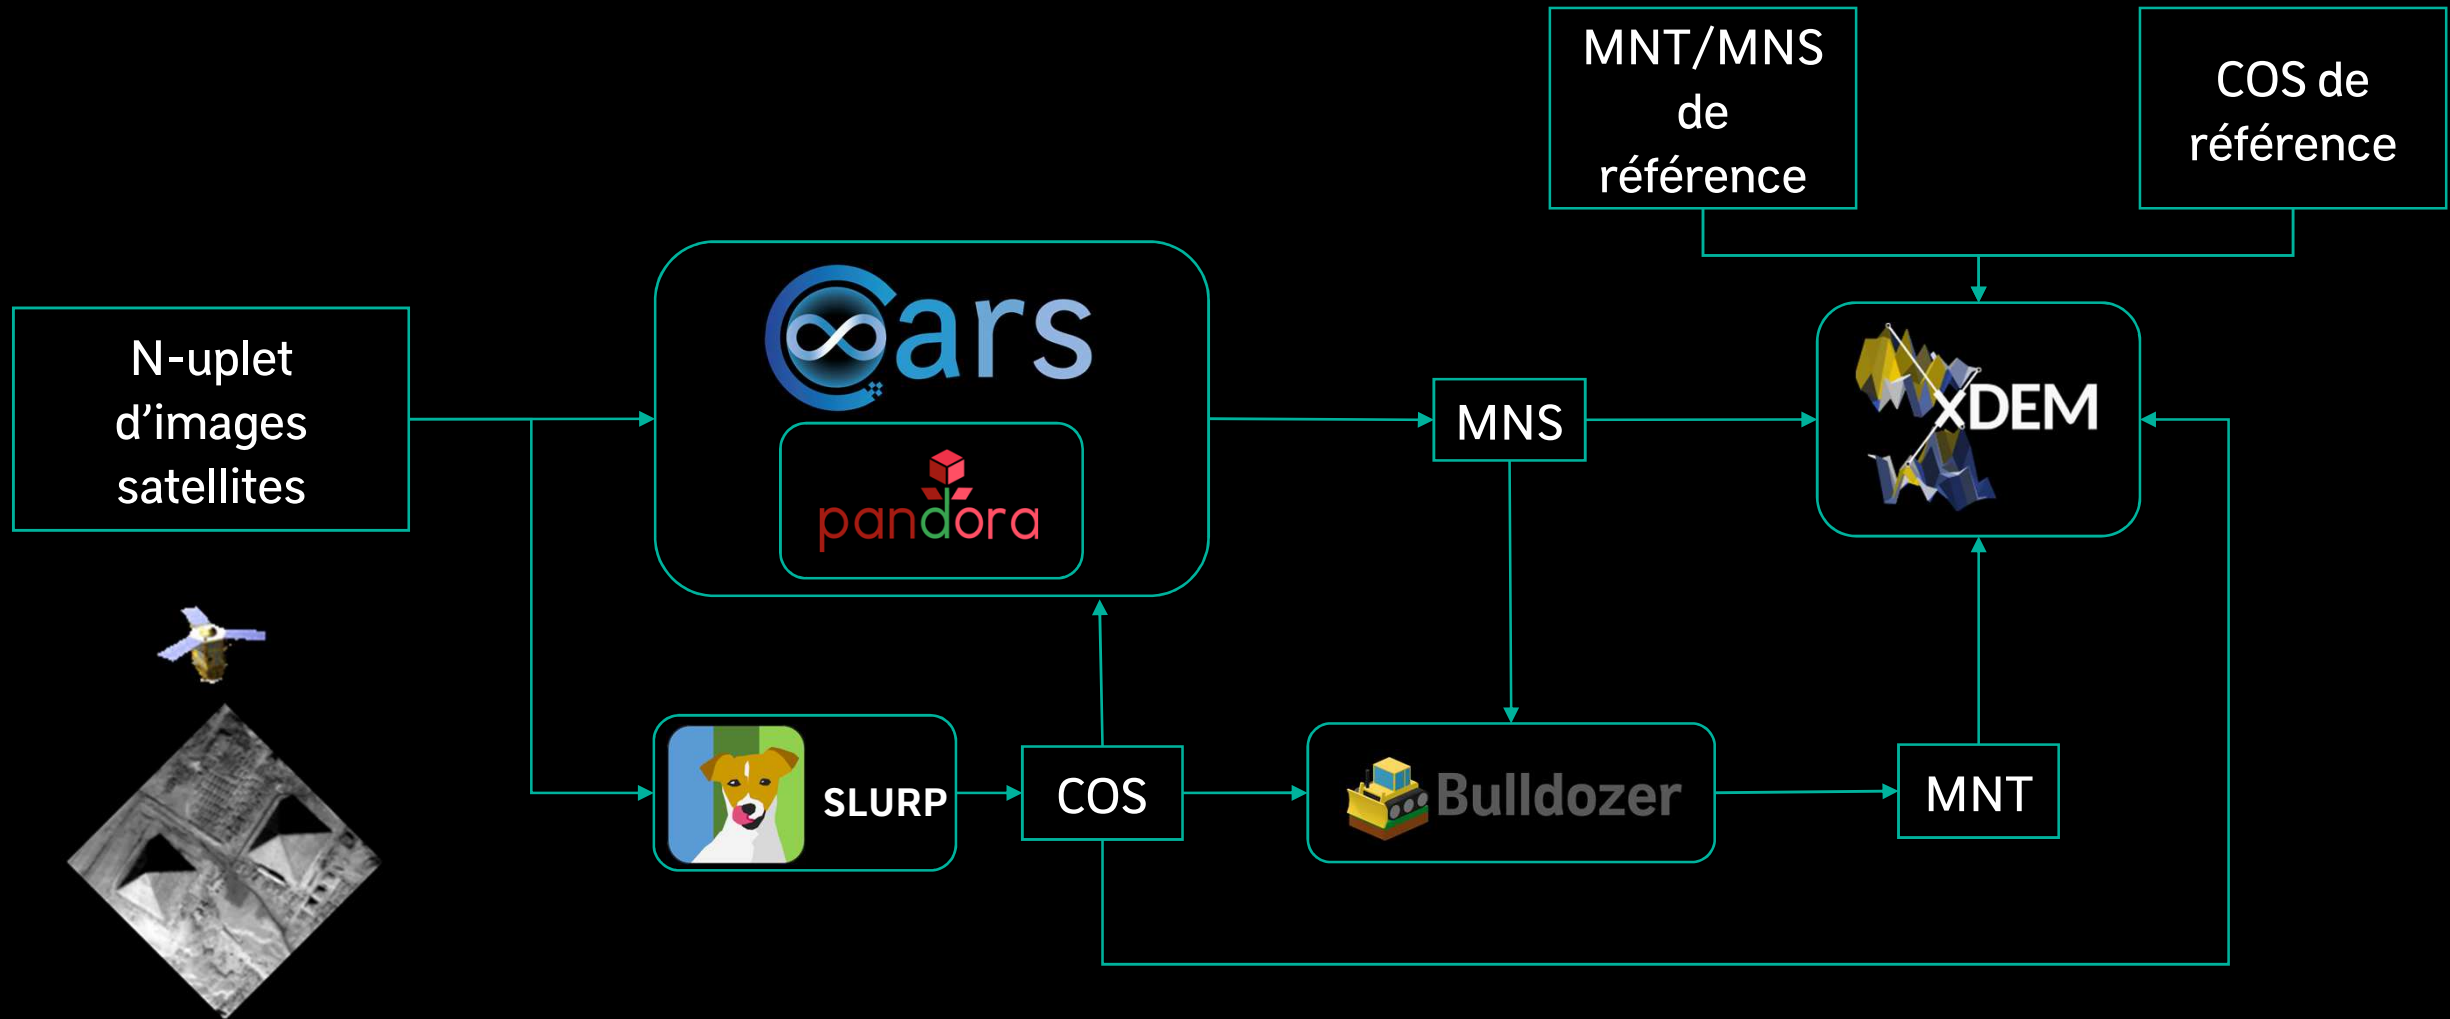 MNT/MNS
de
référence
COS de
référence
N-uplet
d’images
satellites
Cars
pandora
MNS
xDEM
SLURP
COS
Bulldozer
MNT